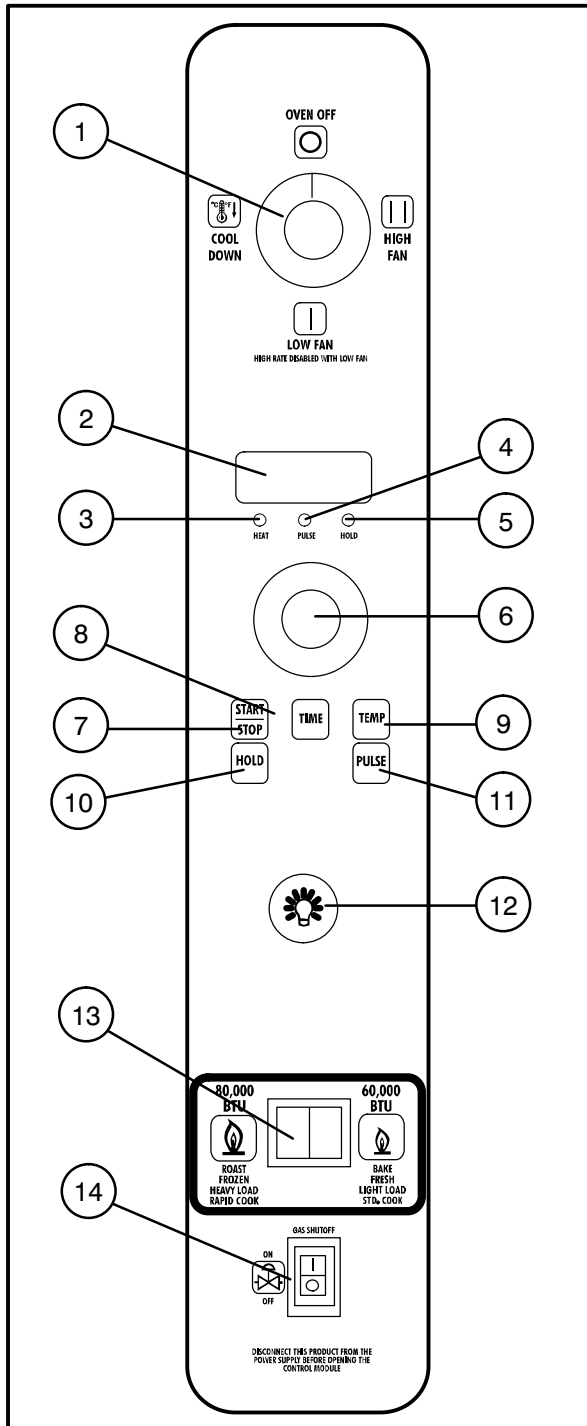 OVEN OFF
1
°C °F
COOL
DOWN
HIGH
FAN
LOW FAN
HIGH RATE DISABLED WITH LOW FAN
2
4
3
HEAT
PULSE
HOLD
5
6
8
START
STOP
TIME
TEMP
7
9
HOLD
PULSE
10
11
12
13
80,000
BTU
ROAST
FROZEN
HEAVY LOAD
RAPID COOK
60,000
BTU
BAKE
FRESH
LIGHT LOAD
STD. COOK
14
GAS SHUTOFF
ON
OFF
DISCONNECT THIS PRODUCT FROM THE
POWER SUPPLY BEFORE OPENING THE
CONTROL MODULE